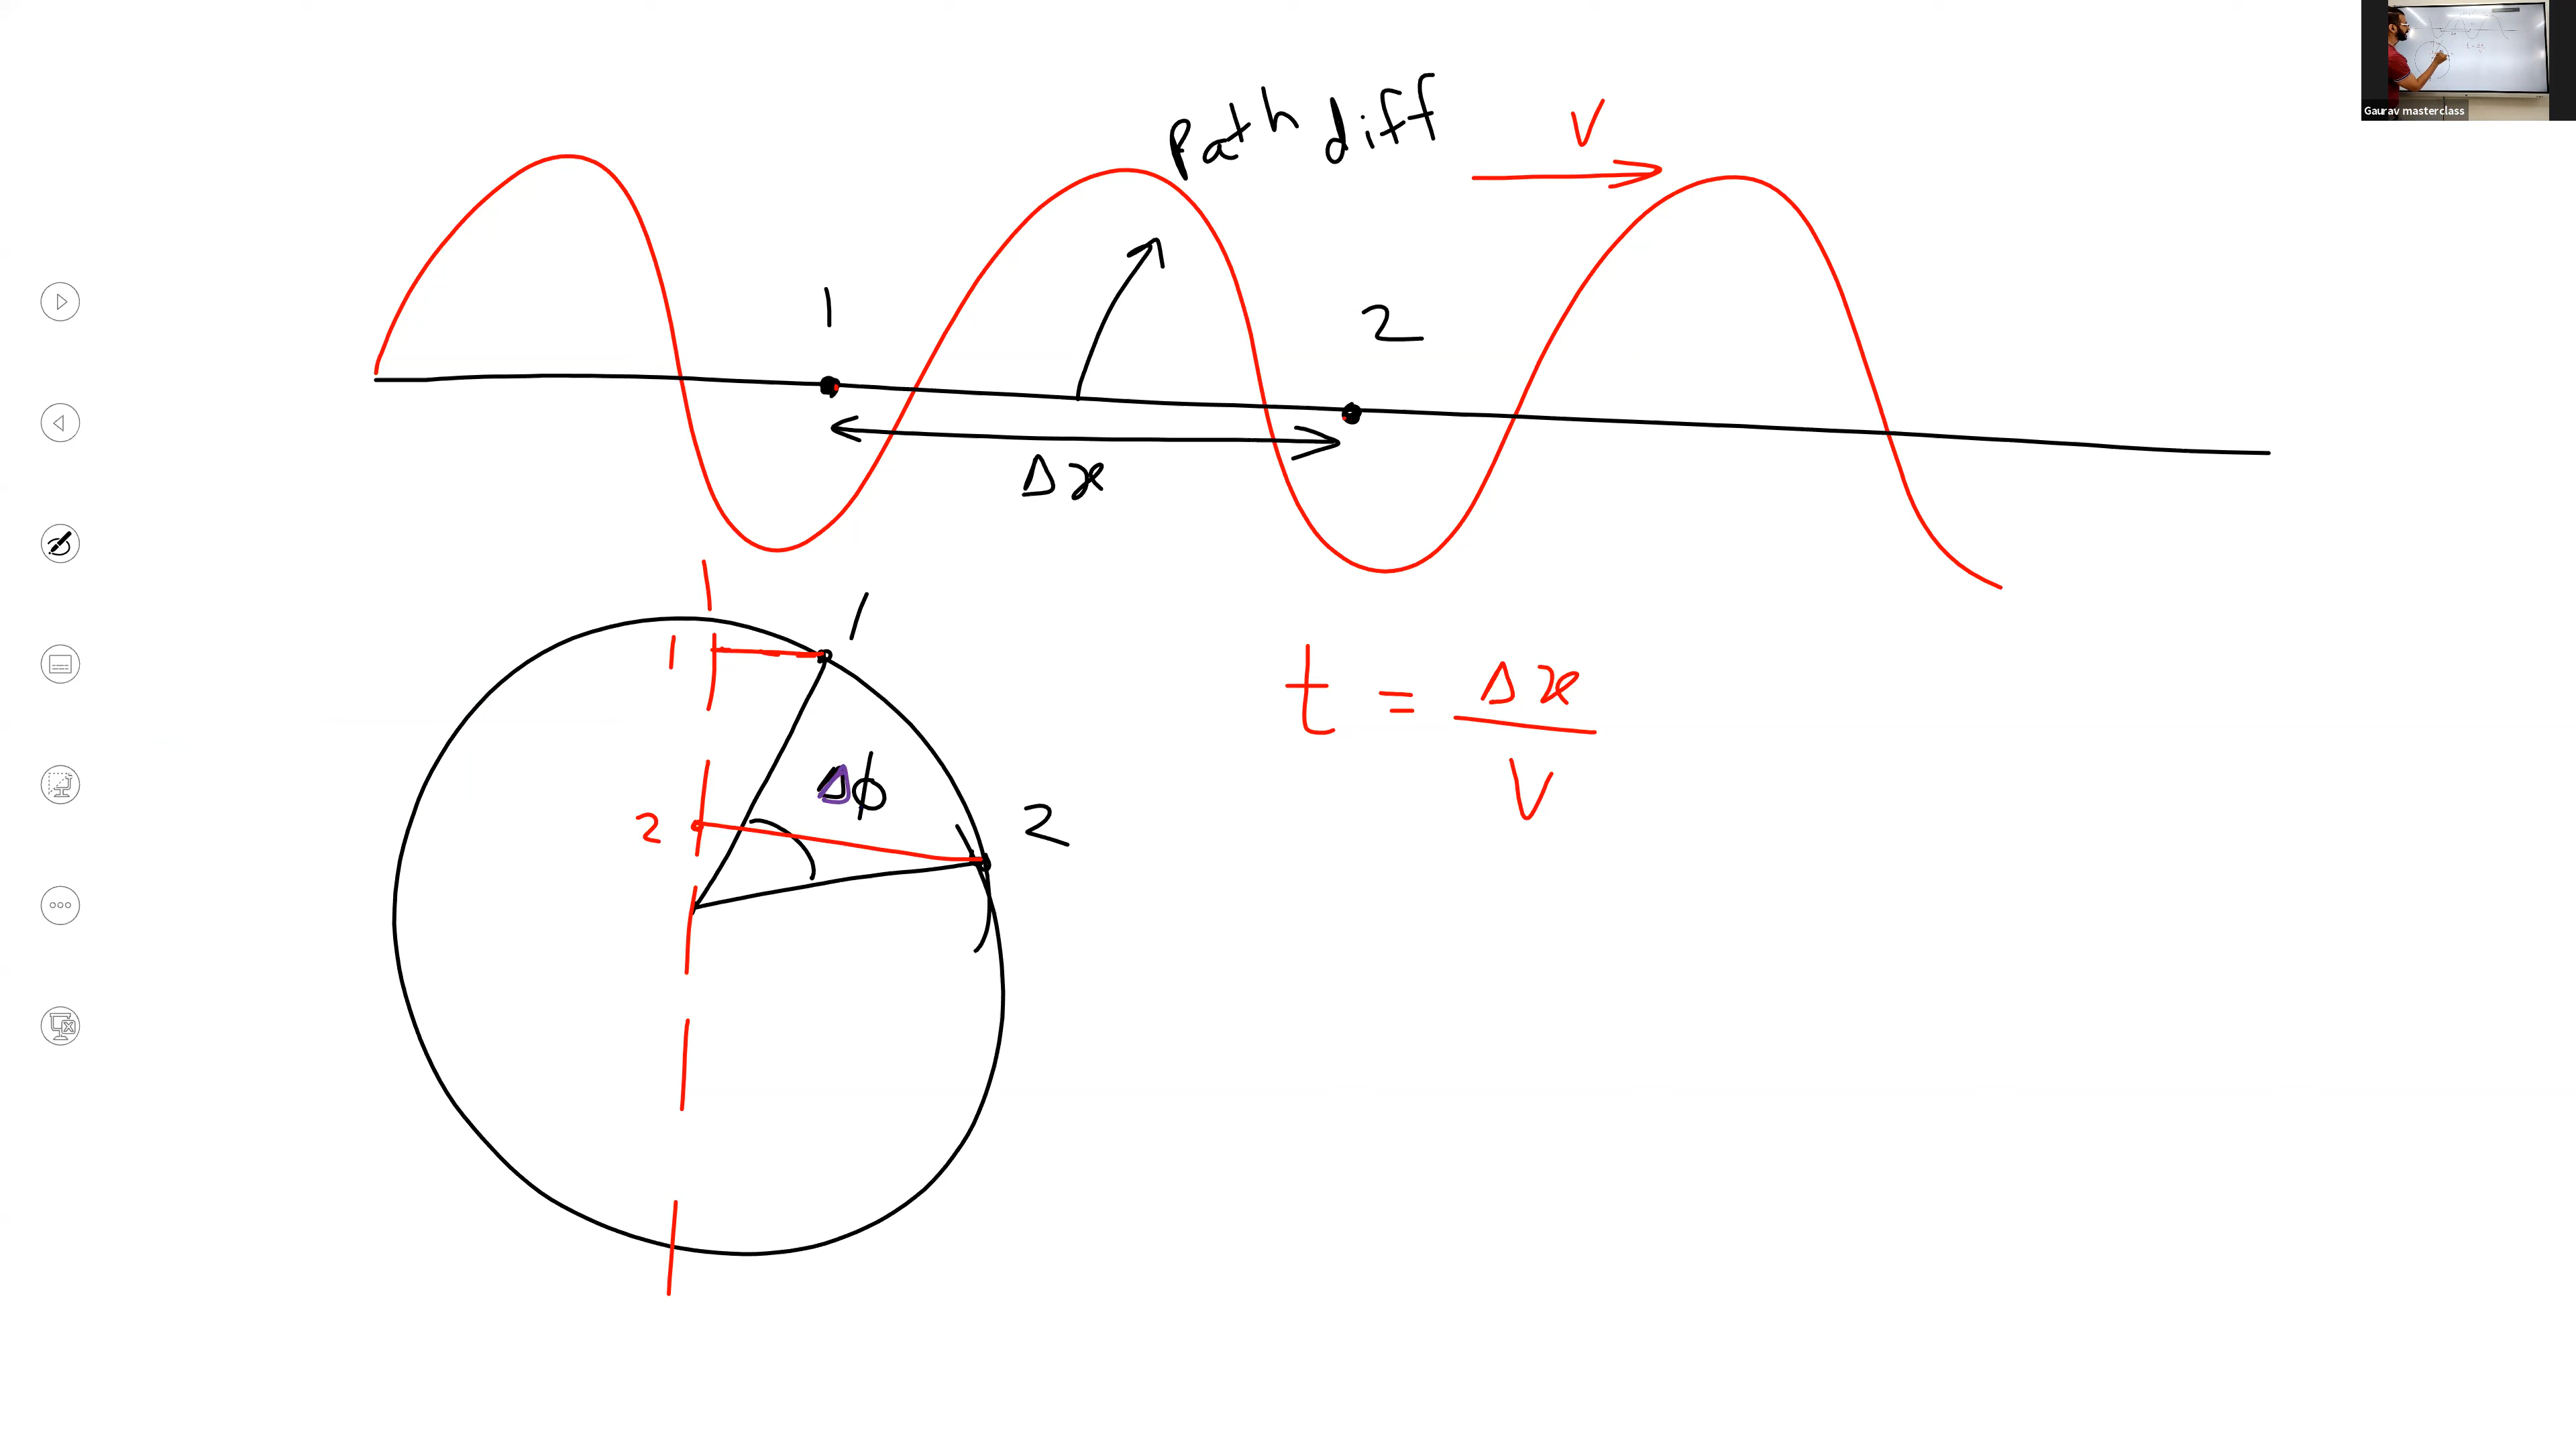 Gaurav masterclass
Path diff
V
1
2
Δx
1
1
t = Δx / V
Δϕ
2
2